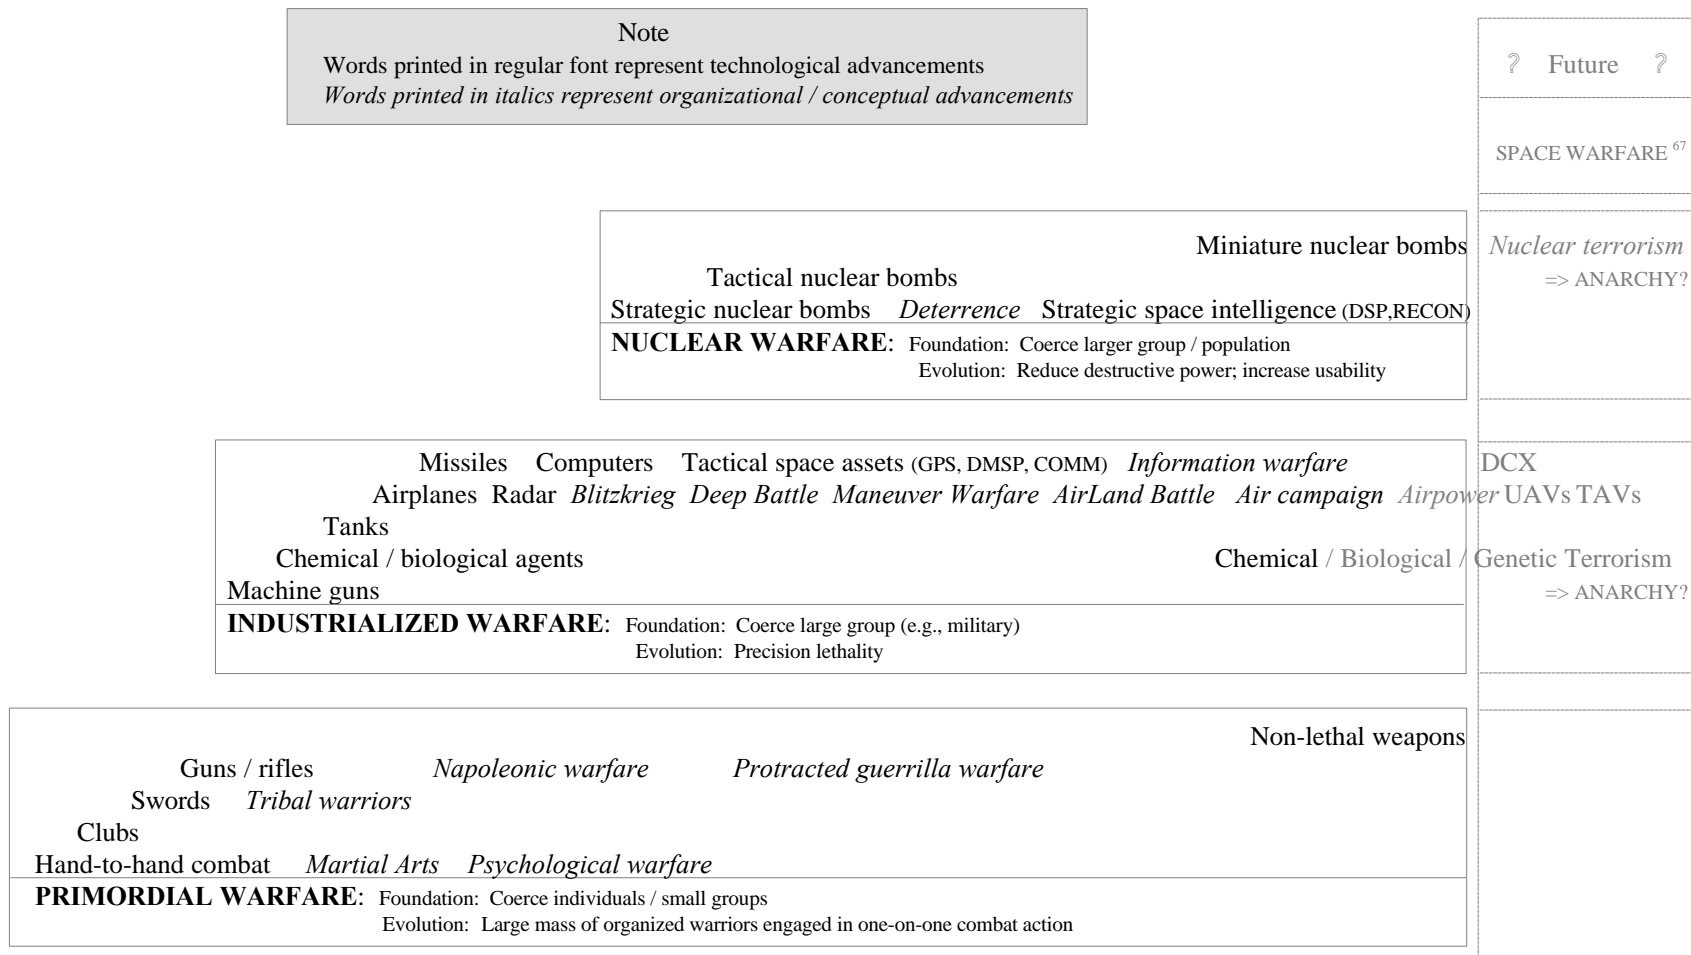 Note
Words printed in regular font represent technological advancements
Words printed in italics represent organizational / conceptual advancements
? Future ?
SPACE WARFARE 67
Miniature nuclear bombs Nuclear terrorism
Tactical nuclear bombs => ANARCHY?
Strategic nuclear bombs Deterrence Strategic space intelligence (DSP,RECON)
NUCLEAR WARFARE: Foundation: Coerce larger group / population
Evolution: Reduce destructive power; increase usability
Missiles Computers Tactical space assets (GPS, DMSP, COMM) Information warfare DCX
Airplanes Radar Blitzkrieg Deep Battle Maneuver Warfare AirLand Battle Air campaign Airpower UAVs TAVs
Tanks
Chemical / biological agents Chemical / Biological / Genetic Terrorism
Machine guns => ANARCHY?
INDUSTRIALIZED WARFARE: Foundation: Coerce large group (e.g., military)
Evolution: Precision lethality
Non-lethal weapons
Guns / rifles Napoleonic warfare Protracted guerrilla warfare
Swords Tribal warriors
Clubs
Hand-to-hand combat Martial Arts Psychological warfare
PRIMORDIAL WARFARE: Foundation: Coerce individuals / small groups
Evolution: Large mass of organized warriors engaged in one-on-one combat action